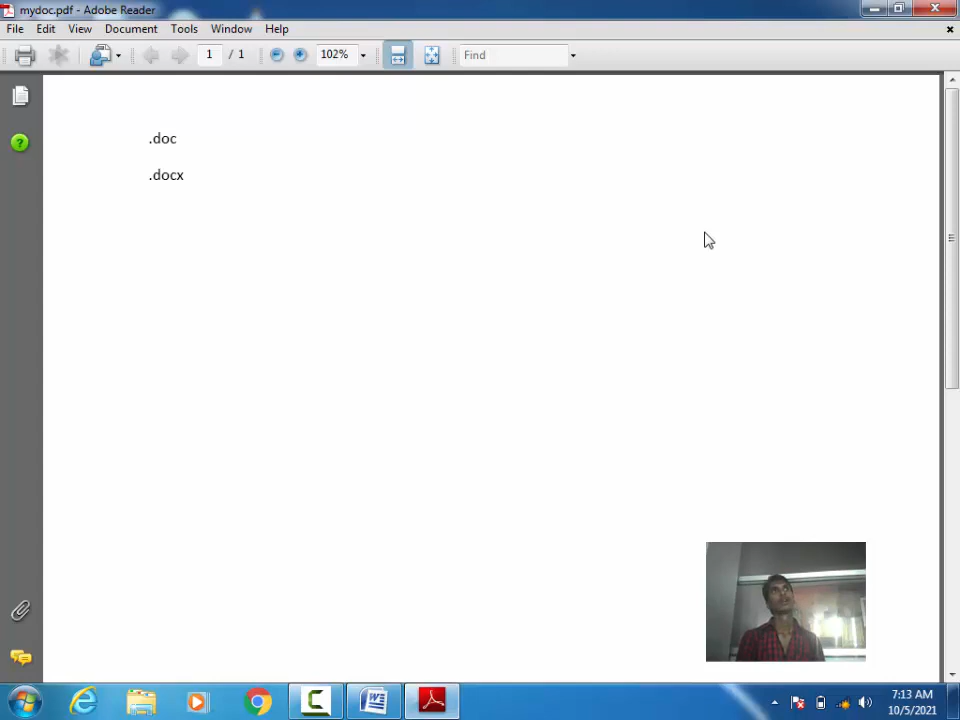 mydoc.pdf - Adobe Reader
File Edit View Document Tools Window Help
1 / 1 102% Find
.doc
.docx
7:13 AM
10/5/2021